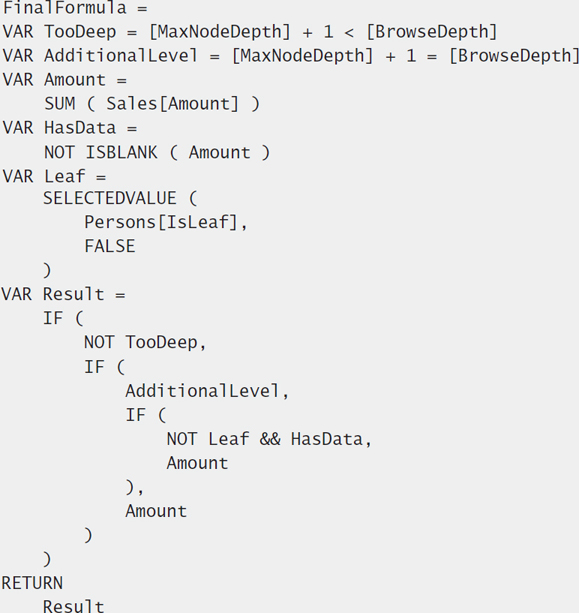 FinalFormula =
VAR TooDeep = [MaxNodeDepth] + 1 < [BrowseDepth]
VAR AdditionalLevel = [MaxNodeDepth] + 1 = [BrowseDepth]
VAR Amount =
    SUM ( Sales[Amount] )
VAR HasData =
    NOT ISBLANK ( Amount )
VAR Leaf =
    SELECTEDVALUE (
        Persons[IsLeaf],
        FALSE
    )
VAR Result =
    IF (
        NOT TooDeep,
        IF (
            AdditionalLevel,
            IF (
                NOT Leaf && HasData,
                Amount
            ),
            Amount
        )
    )
RETURN
    Result